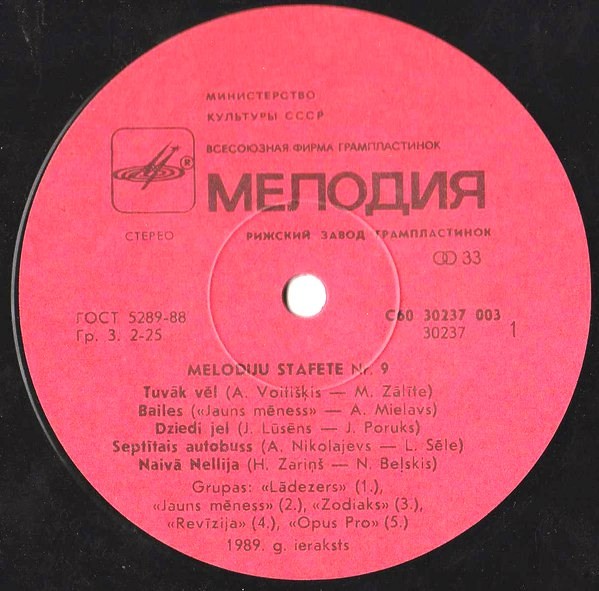 МИНИСТЕРСТВО
КУЛЬТУРЫ СССР
ВСЕСОЮЗНАЯ ФИРМА ГРАМПЛАСТИНОК
®
МЕЛОДИЯ
СТЕРЕО
РИЖСКИЙ ЗАВОД ГРАМПЛАСТИНОК
33
ГОСТ 5289-88
С60 30237 003
Гр. 3. 2-25
30237
1
MELODIJU STAFETE Nr. 9
Tuvāk vēl (A. Voitišķis — M. Zālīte)
Bailes («Jauns mēness» — A. Mielavs)
Dziedi jel (J. Lūsēns — J. Poruks)
Septītais autobuss (A. Nikolajevs — L. Sēle)
Naivā Nellija (H. Zariņš — N. Beļskis)
Grupas: «Lādezers» (1.),
«Jauns mēness» (2.), «Zodiaks» (3.),
«Revīzija» (4.), «Opus Pro» (5.)
1989. g. ieraksts